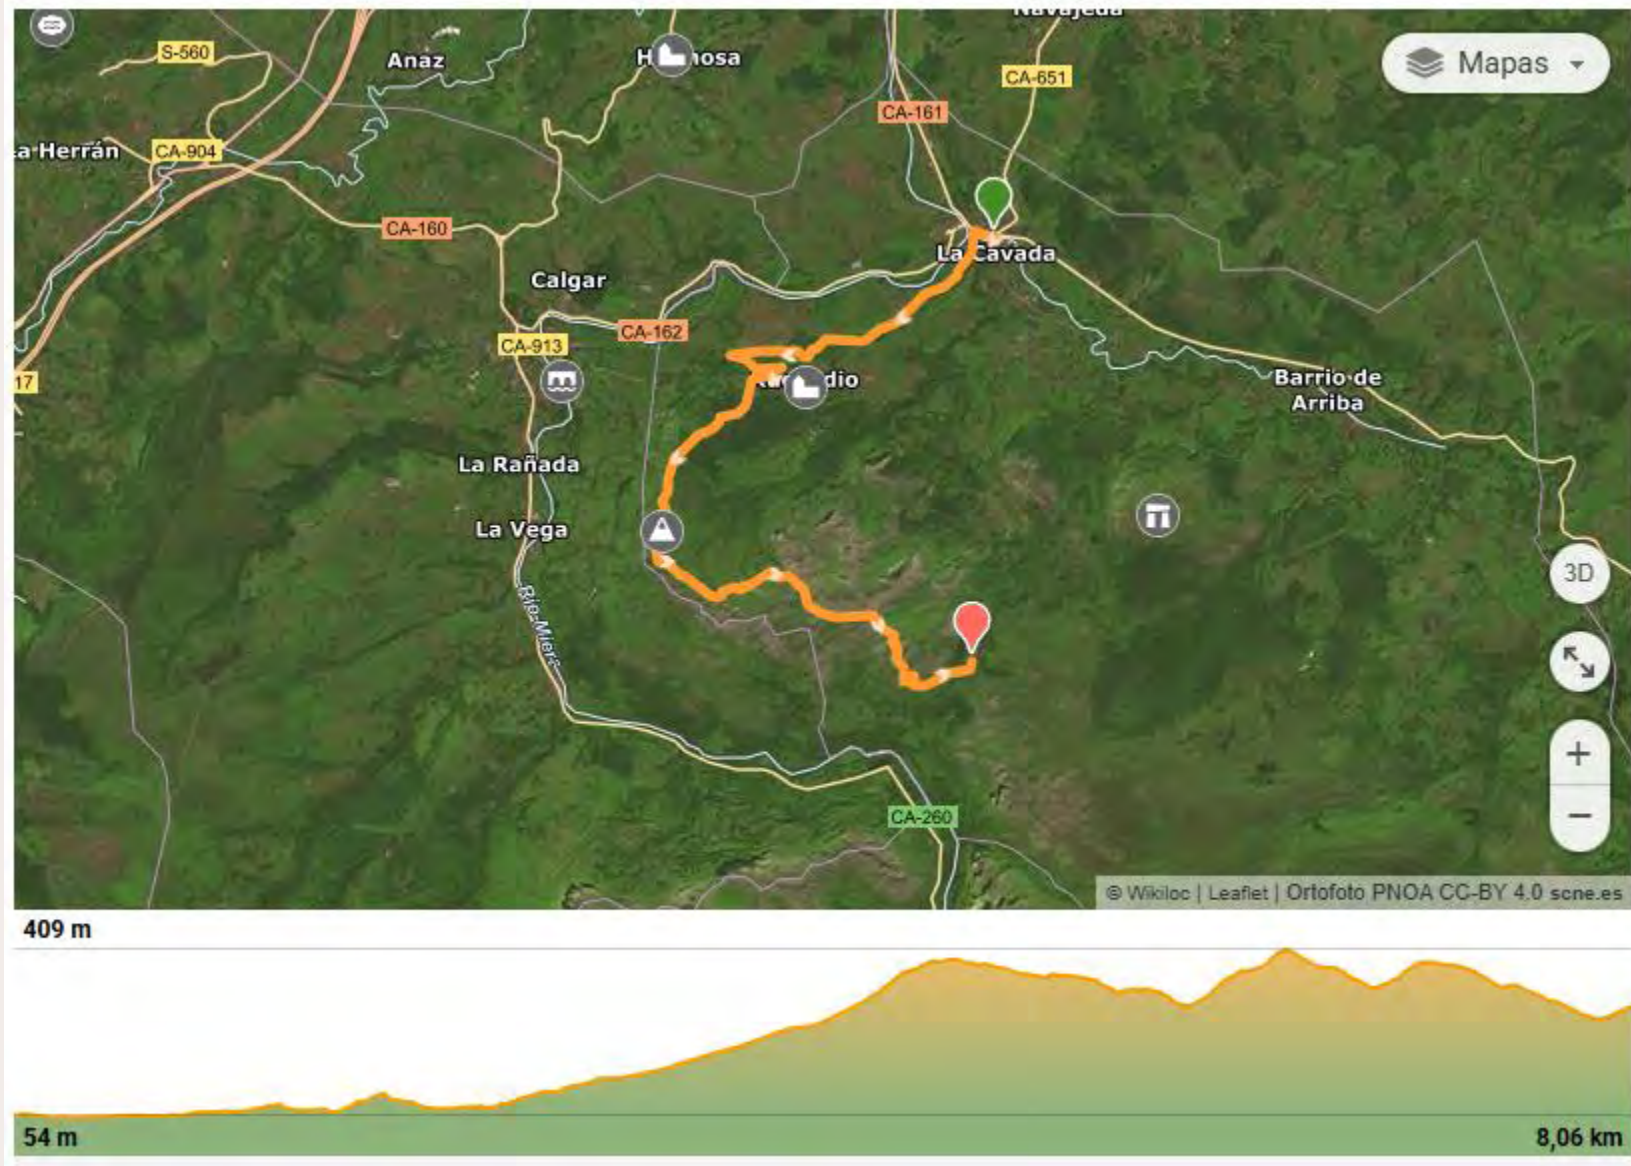 S-560
Anaz
CA-651
Mapas
CA-161
a Herrán
CA-904
CA-160
La Cavada
Calgar
CA-162
CA-913
17
Barrio de
Arriba
La Rañada
La Vega
3D
Río Miera
+
−
CA-260
© Wikiloc | Leaflet | Ortofoto PNOA CC-BY 4.0 scne.es
409 m
54 m
8,06 km